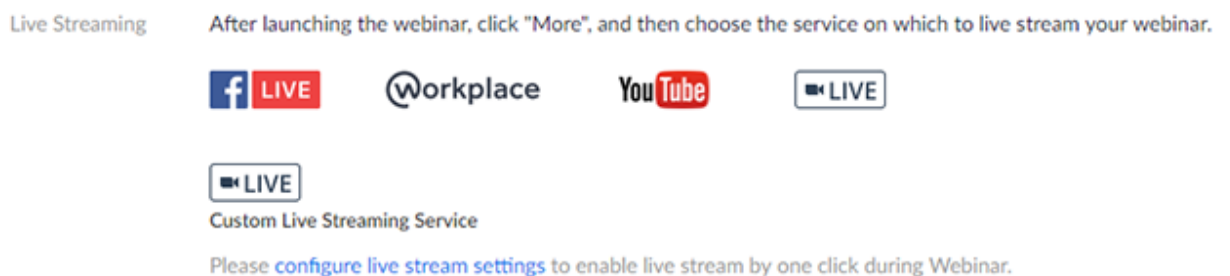 Live Streaming After launching the webinar, click "More", and then choose the service on which to live stream your webinar.
f LIVE Workplace YouTube LIVE
LIVE
Custom Live Streaming Service
Please configure live stream settings to enable live stream by one click during Webinar.